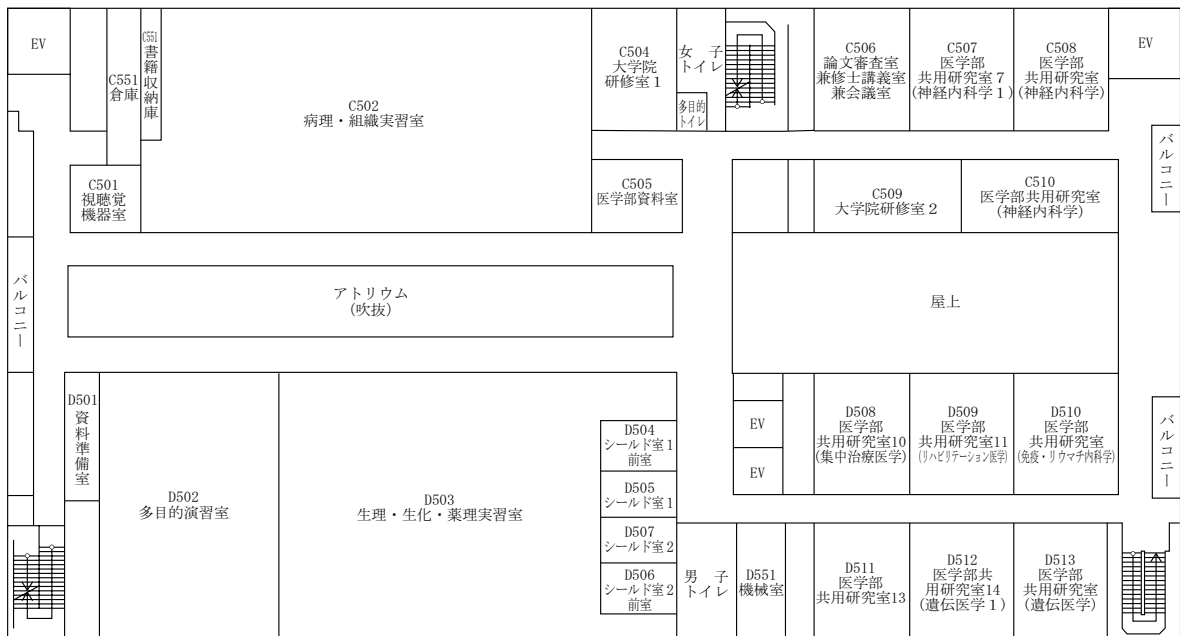 EV
C551
倉庫
C551
書籍収納庫
C502
病理・組織実習室
C504
大学院
研修室1
女 子
トイレ
多目的
トイレ
C506
論文審査室
兼修士講義室
兼会議室
C507
医学部
共用研究室7
(神経内科学1)
C508
医学部
共用研究室
(神経内科学)
EV
バルコニー
C501
視聴覚
機器室
C505
医学部資料室
C509
大学院研修室2
C510
医学部共用研究室
(神経内科学)
バルコニー
アトリウム
(吹抜)
屋上
D501
資料準備室
D502
多目的演習室
D503
生理・生化・薬理実習室
D504
シールド室1
前室
D505
シールド室1
D507
シールド室2
D506
シールド室2
前室
EV
EV
D508
医学部
共用研究室10
(集中治療医学)
D509
医学部
共用研究室11
(リハビリテーション医学)
D510
医学部
共用研究室
(免疫・リウマチ内科学)
バルコニー
男 子
トイレ
D551
機械室
D511
医学部
共用研究室13
D512
医学部共
用研究室14
(遺伝医学1)
D513
医学部
共用研究室
(遺伝医学)